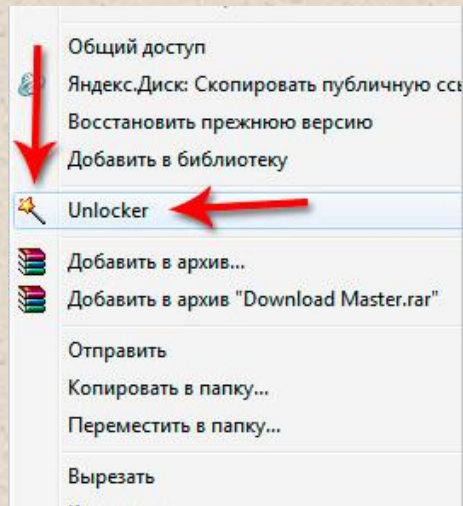 Общий доступ
Яндекс.Диск: Скопировать публичную
Восстановить прежнюю версию
Добавить в библиотеку
Unlocker
Добавить в архив...
Добавить в архив "Download Master.rar"
Отправить
Копировать в папку...
Переместить в папку...
Вырезать